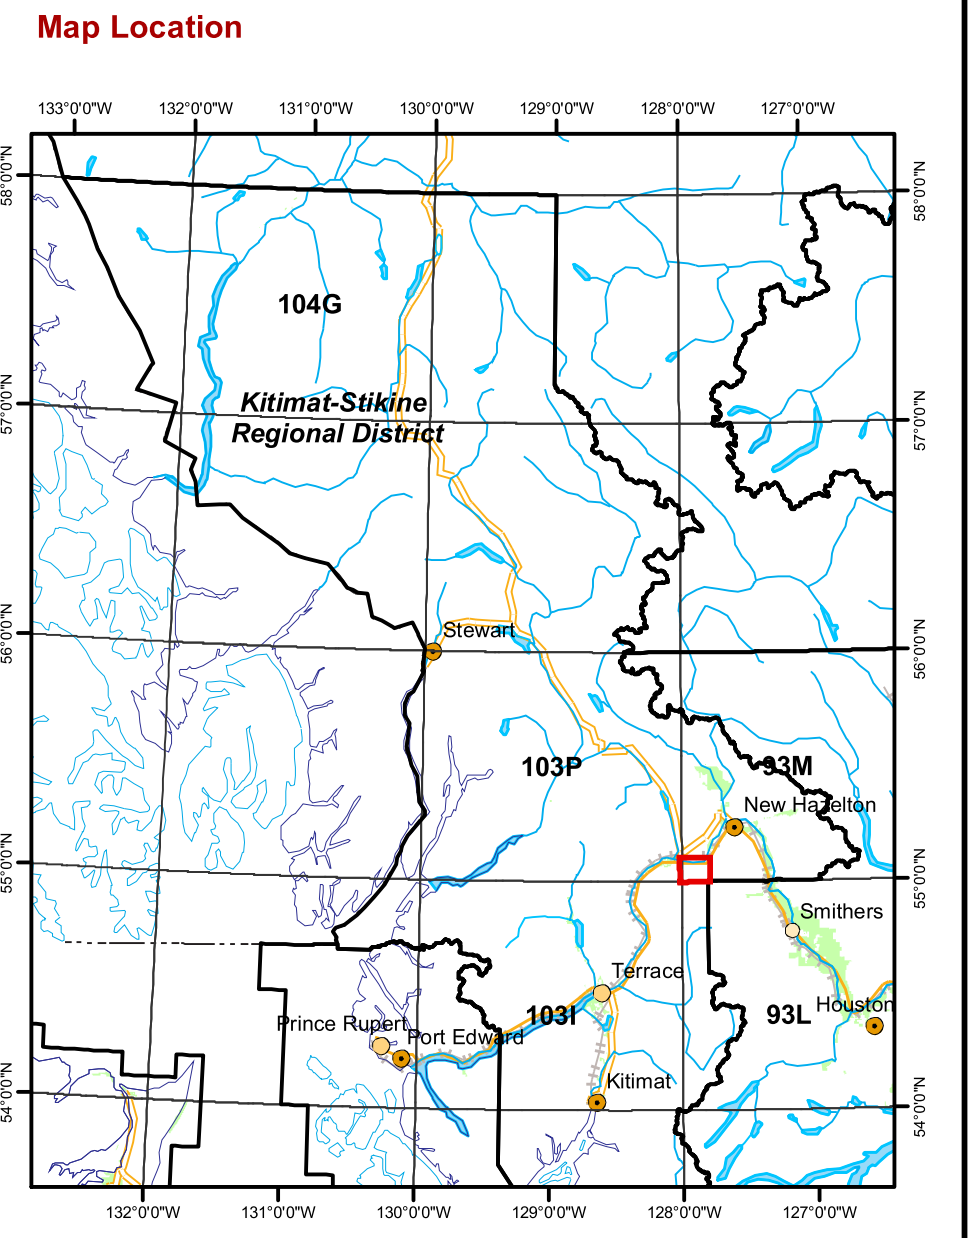 Map Location
133°0'0"W 132°0'0"W 131°0'0"W 130°0'0"W 129°0'0"W 128°0'0"W 127°0'0"W
58°0'0"N
58°0'0"N
104G
Kitimat-Stikine
Regional District
57°0'0"N
57°0'0"N
56°0'0"N
Stewart
56°0'0"N
103P
93M
New Hazelton
55°0'0"N
55°0'0"N
Smithers
Terrace
103I
93L
Houston
Prince Rupert
Port Edward
Kitimat
54°0'0"N
54°0'0"N
132°0'0"W 131°0'0"W 130°0'0"W 129°0'0"W 128°0'0"W 127°0'0"W